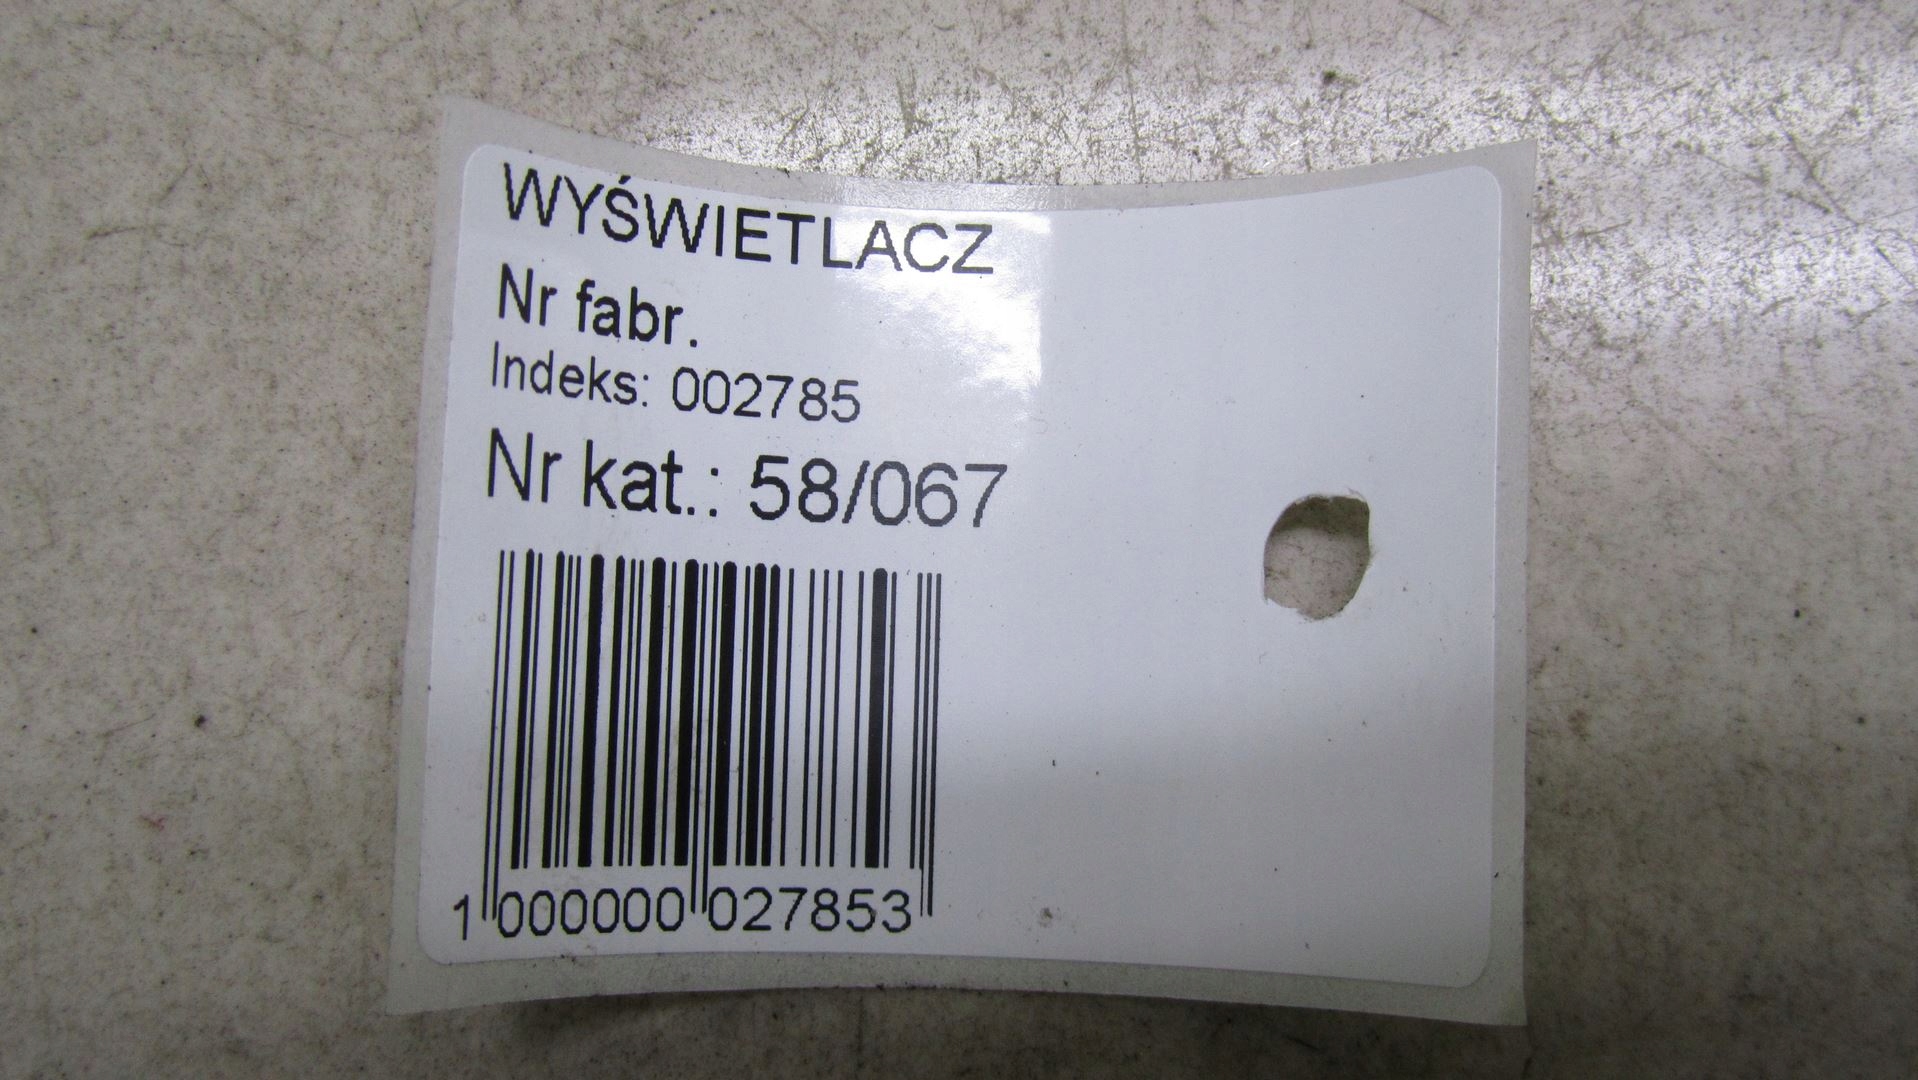 WYŚWIETLACZ
Nr fabr.
Indeks: 002785
Nr kat.: 58/067
1 000000 027853